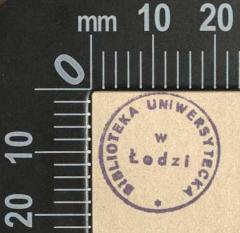 mm 10 20
0
10
20
BIBLIOTEKA UNIWERSYTECKA
w
Łodzi
*